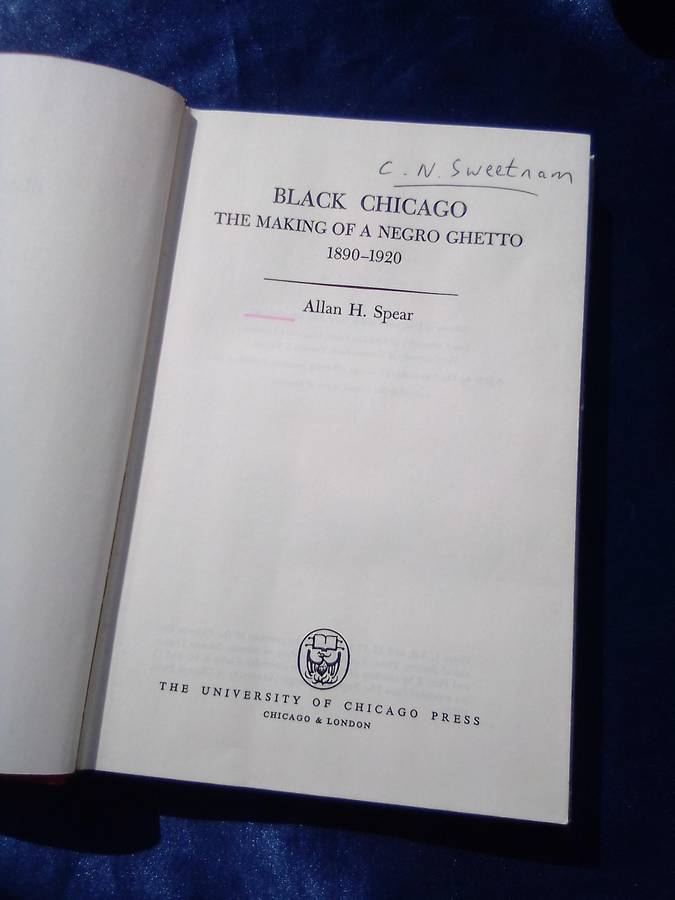 C. N. Sweetnam
BLACK CHICAGO
THE MAKING OF A NEGRO GHETTO
1890–1920
Allan H. Spear
THE UNIVERSITY OF CHICAGO PRESS
CHICAGO & LONDON